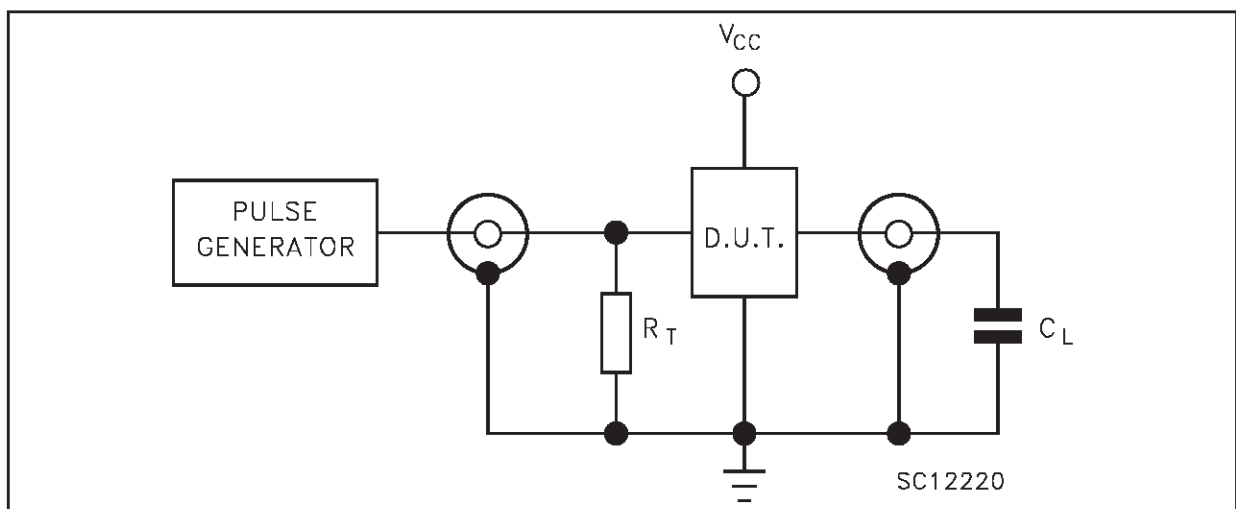 VCC
PULSE
GENERATOR
D.U.T.
RT
CL
SC12220